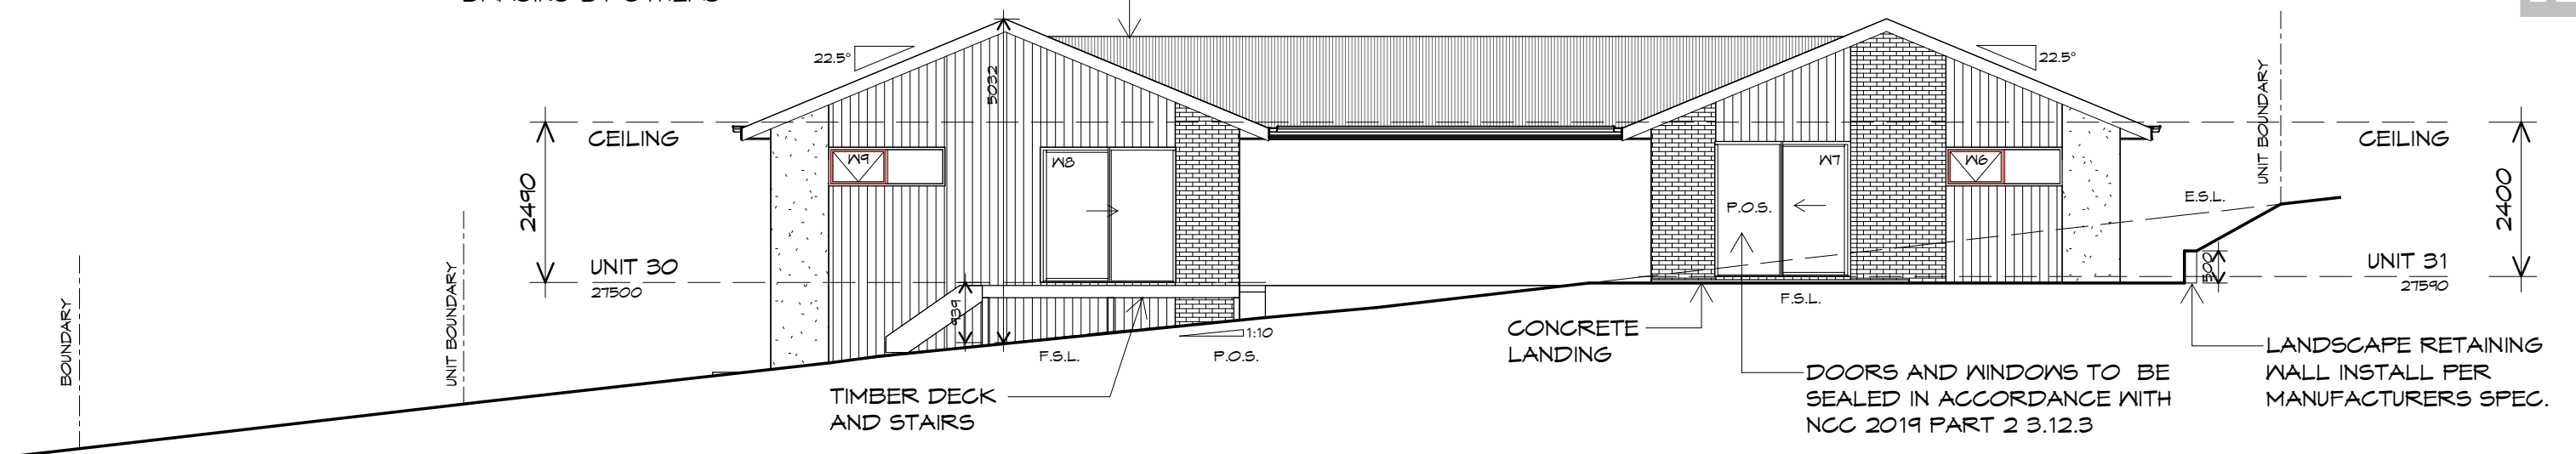 22.5°
5032
22.5°
UNIT BOUNDARY
CEILING
CEILING
W9
W8
W7
W6
2490
2400
P.O.S.
E.S.L.
UNIT 30
27500
UNIT 31
27590
500
BOUNDARY
UNIT BOUNDARY
939
F.S.L.
1:10
F.S.L.
P.O.S.
CONCRETE
LANDING
TIMBER DECK
AND STAIRS
DOORS AND WINDOWS TO BE
SEALED IN ACCORDANCE WITH
NCC 2019 PART 2 3.12.3
LANDSCAPE RETAINING
WALL INSTALL PER
MANUFACTURERS SPEC.